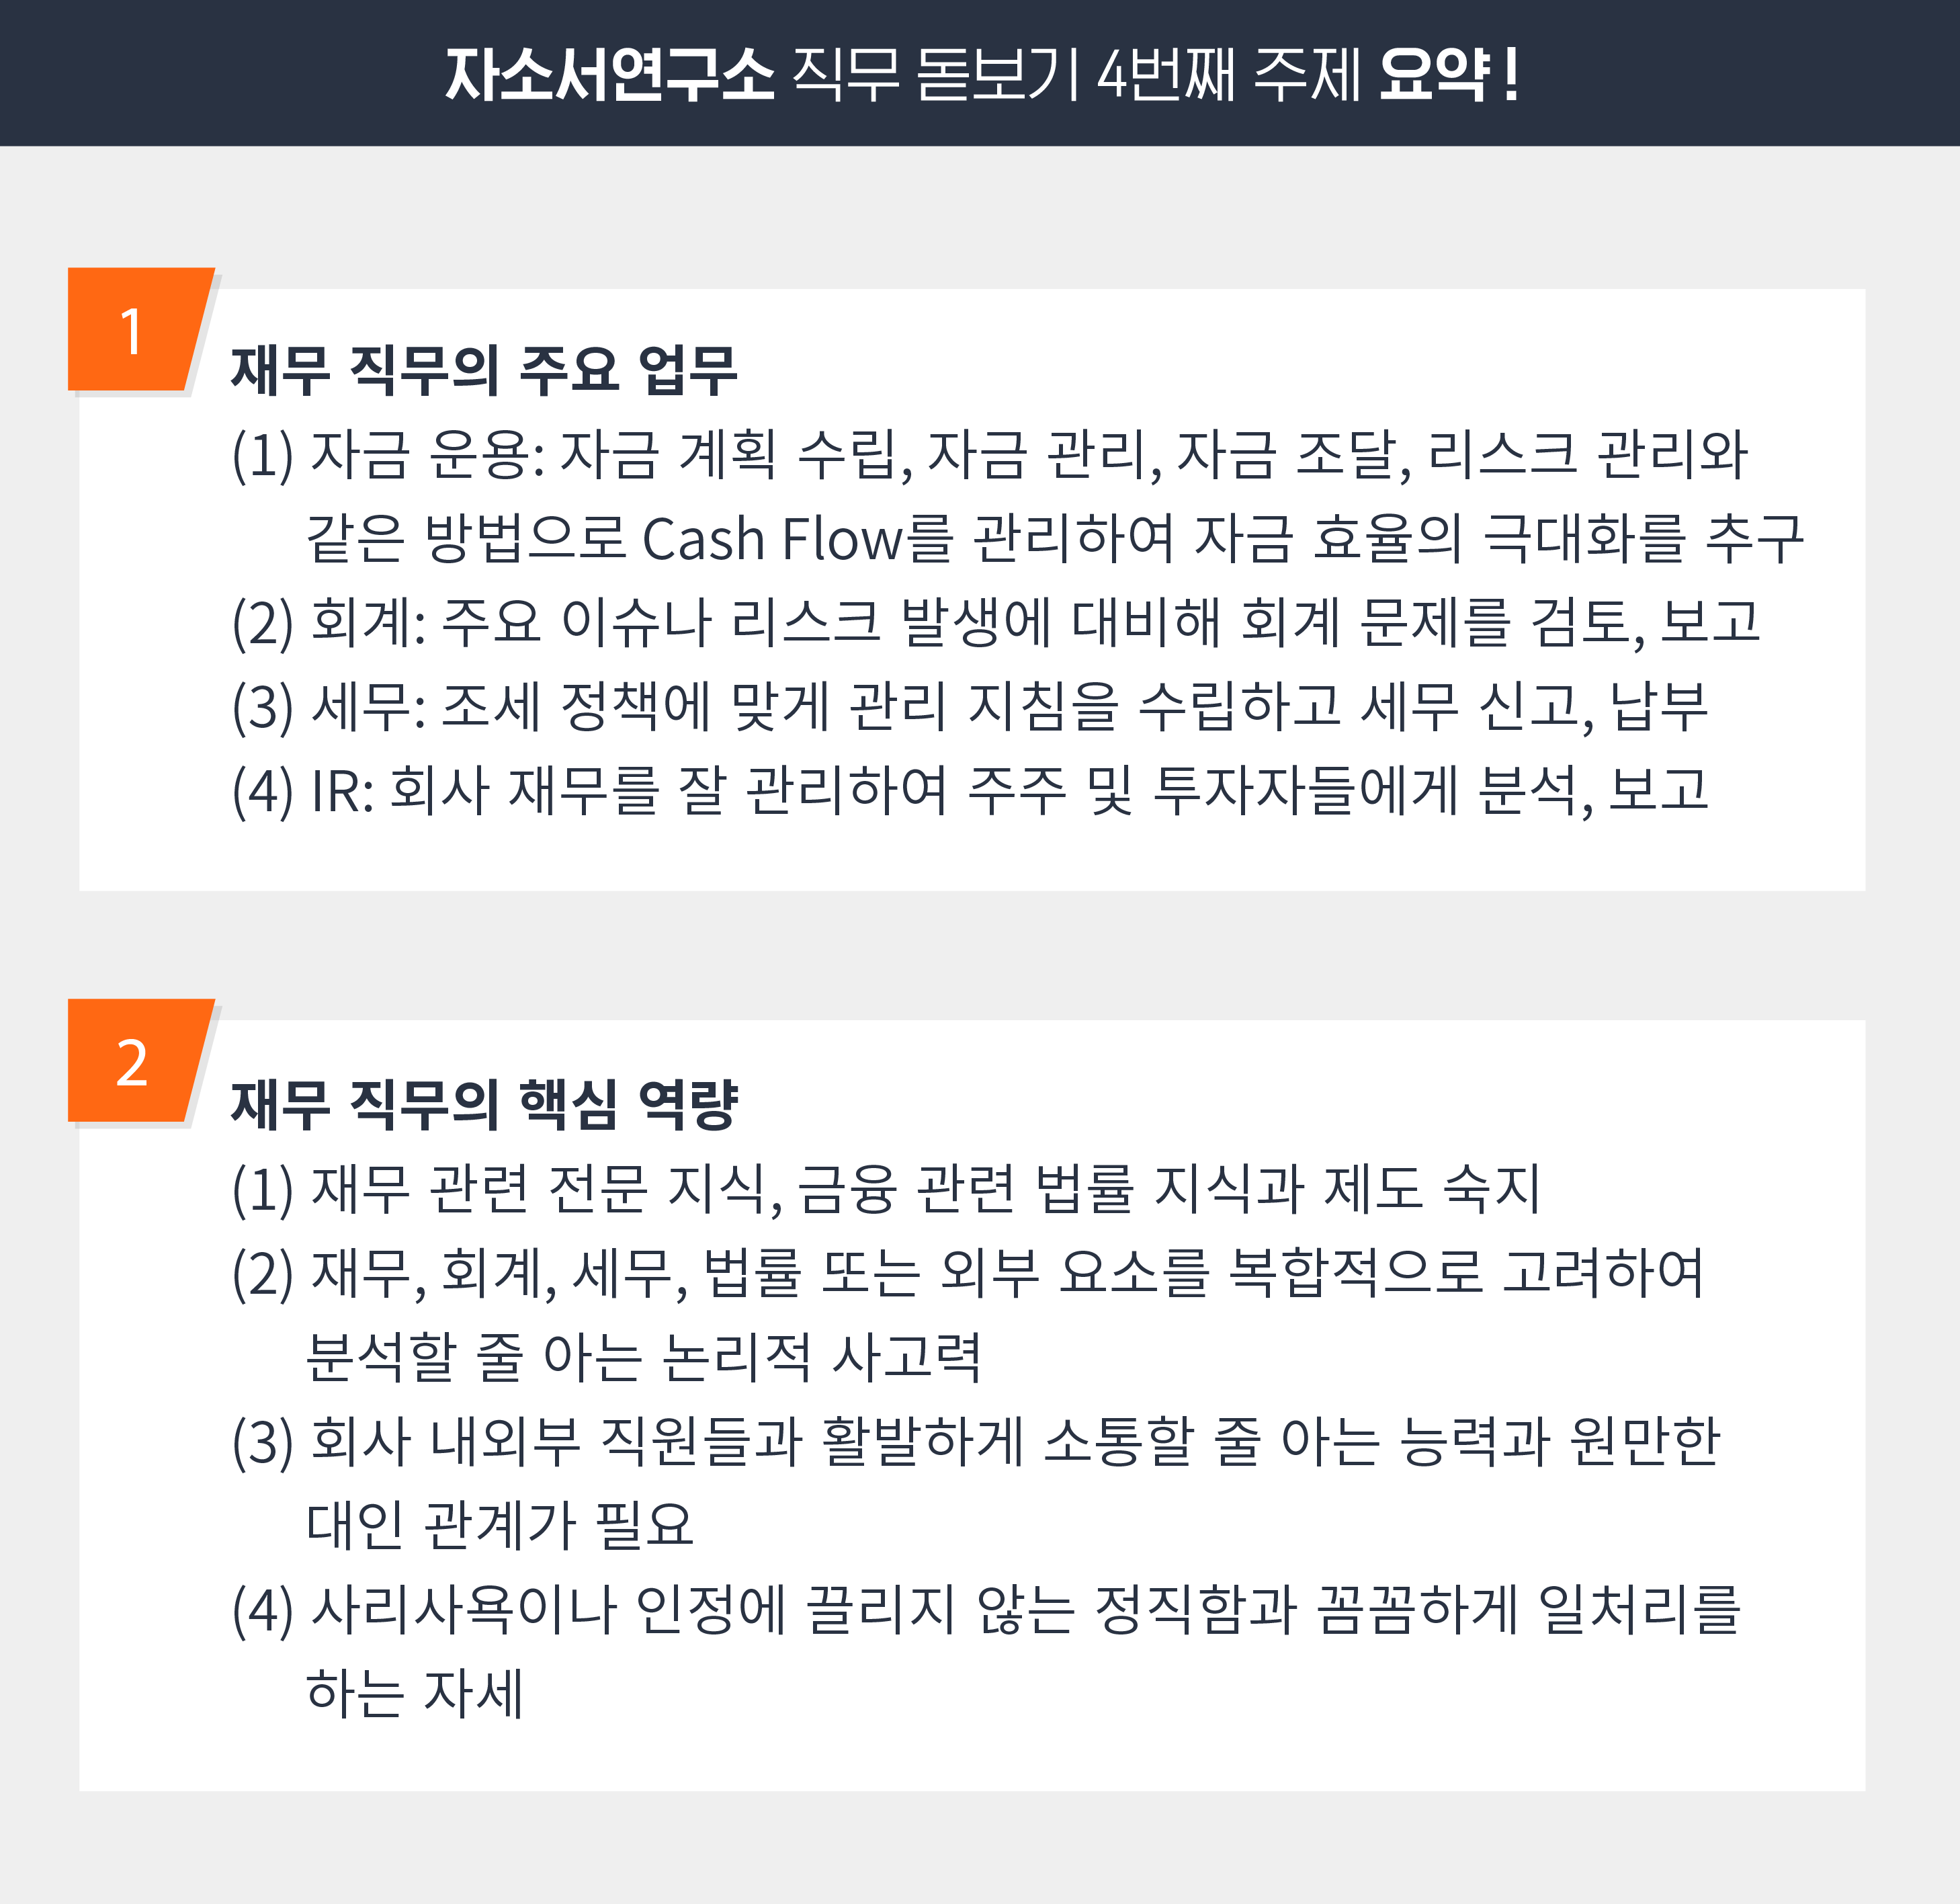 자소서연구소 직무 돋보기 4번째 주제 요약!
1
재무 직무의 주요 업무
(1) 자금 운용: 자금 계획 수립, 자금 관리, 자금 조달, 리스크 관리와
같은 방법으로 Cash Flow를 관리하여 자금 효율의 극대화를 추구
(2) 회계: 주요 이슈나 리스크 발생에 대비해 회계 문제를 검토, 보고
(3) 세무: 조세 정책에 맞게 관리 지침을 수립하고 세무 신고, 납부
(4) IR: 회사 재무를 잘 관리하여 주주 및 투자자들에게 분석, 보고
2
재무 직무의 핵심 역량
(1) 재무 관련 전문 지식, 금융 관련 법률 지식과 제도 숙지
(2) 재무, 회계, 세무, 법률 또는 외부 요소를 복합적으로 고려하여
분석할 줄 아는 논리적 사고력
(3) 회사 내외부 직원들과 활발하게 소통할 줄 아는 능력과 원만한
대인 관계가 필요
(4) 사리사욕이나 인정에 끌리지 않는 정직함과 꼼꼼하게 일처리를
하는 자세